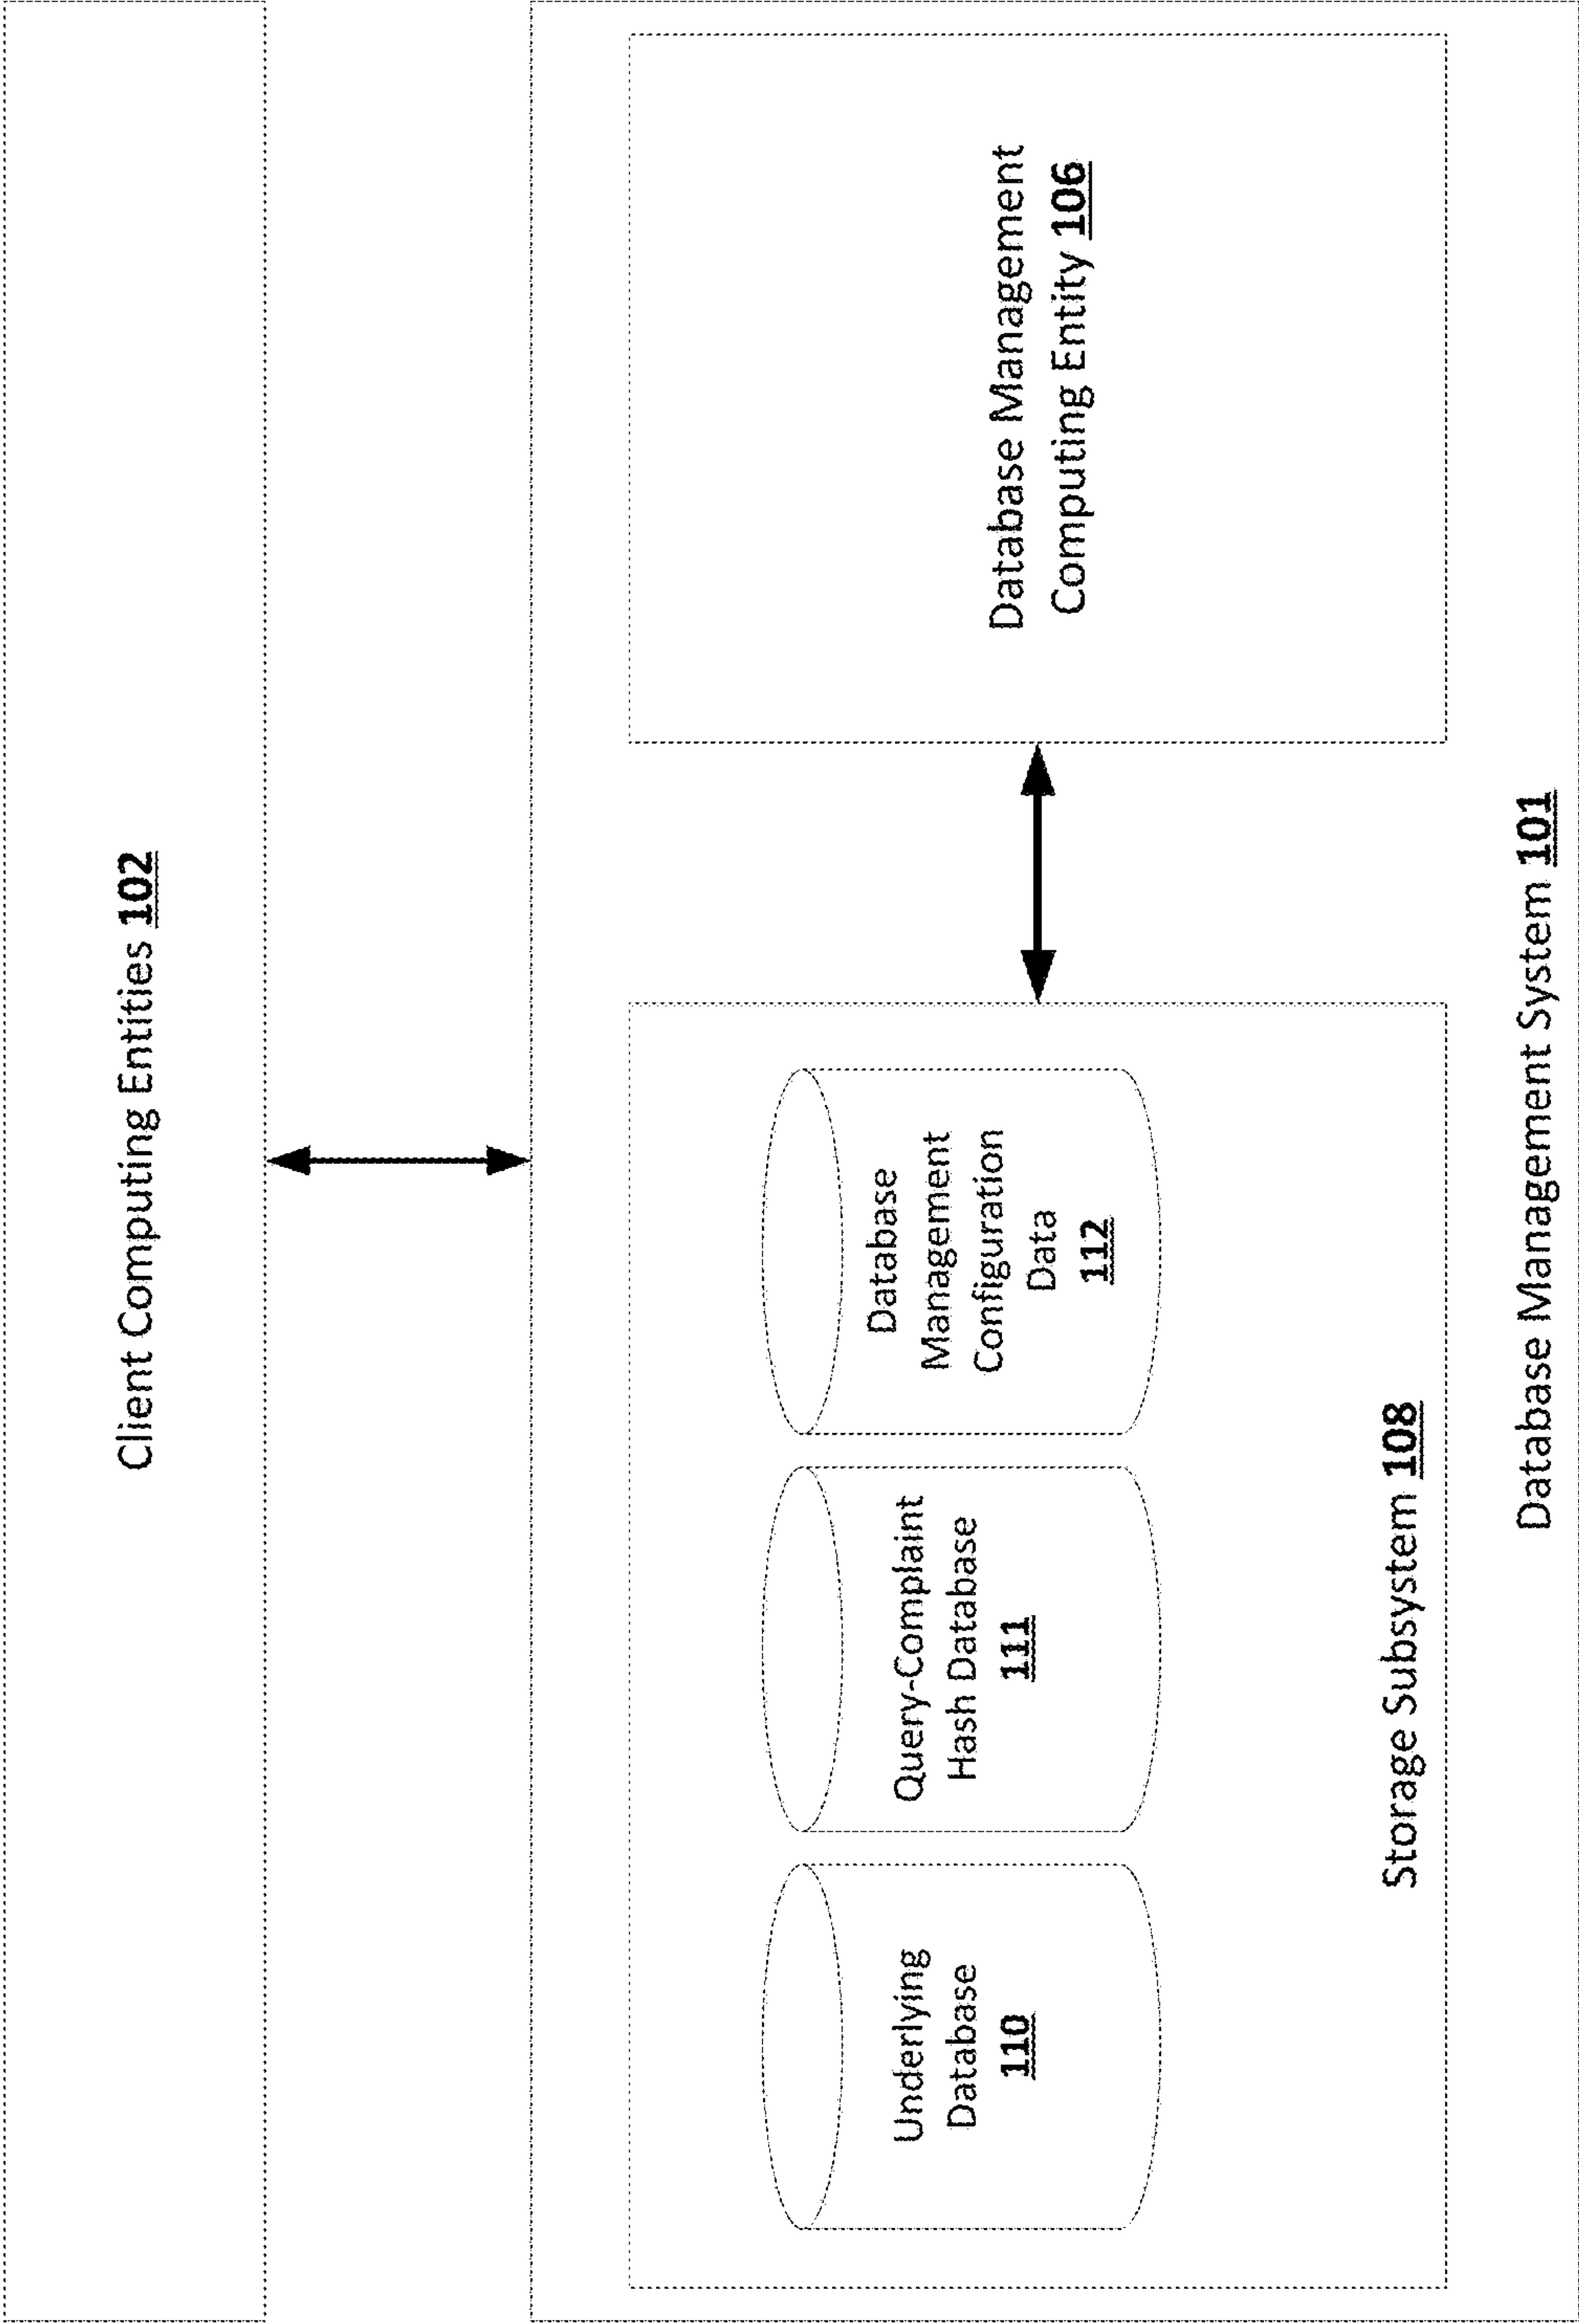 Client Computing Entities 102
Underlying
Database
110
Query-Complaint
Hash Database
111
Database
Management
Configuration
Data
112
Storage Subsystem 108
Database Management
Computing Entity 106
Database Management System 101